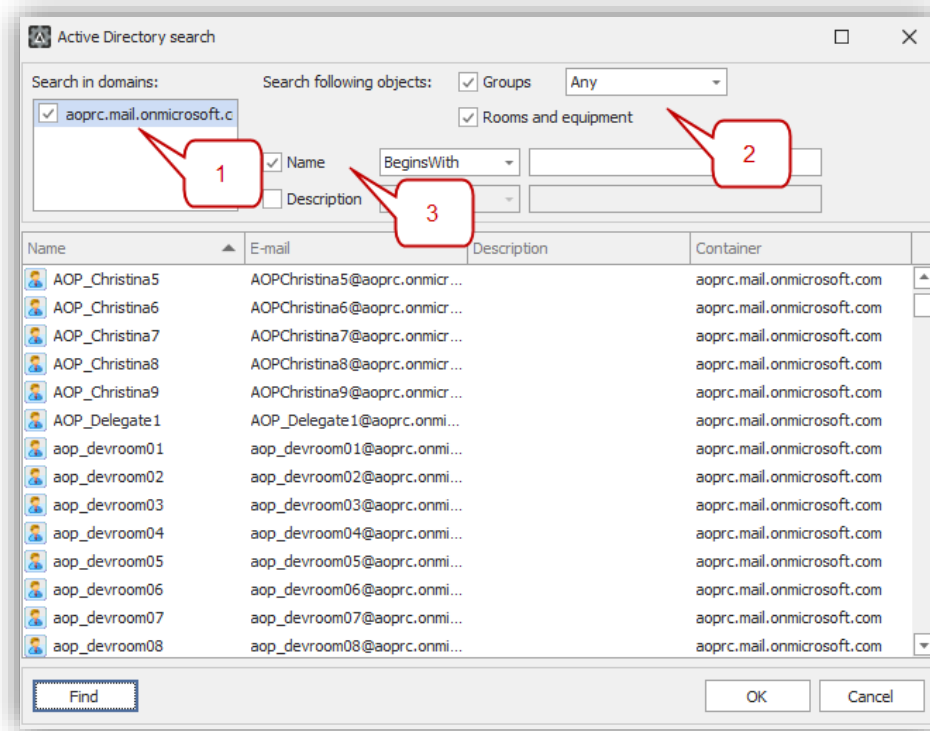 Active Directory search
Search in domains:
Search following objects:
Groups
Any
aoprc.mail.onmicrosoft.c
Rooms and equipment
1
2
Name
BeginsWith
Description
3
Name E-mail Description Container
AOP_Christina5 AOPChristina5@aoprc.onmicr... aoprc.mail.onmicrosoft.com
AOP_Christina6 AOPChristina6@aoprc.onmicr... aoprc.mail.onmicrosoft.com
AOP_Christina7 AOPChristina7@aoprc.onmicr... aoprc.mail.onmicrosoft.com
AOP_Christina8 AOPChristina8@aoprc.onmicr... aoprc.mail.onmicrosoft.com
AOP_Christina9 AOPChristina9@aoprc.onmicr... aoprc.mail.onmicrosoft.com
AOP_Delegate1 AOP_Delegate1@aoprc.onmi... aoprc.mail.onmicrosoft.com
aop_devroom01 aop_devroom01@aoprc.onmi... aoprc.mail.onmicrosoft.com
aop_devroom02 aop_devroom02@aoprc.onmi... aoprc.mail.onmicrosoft.com
aop_devroom03 aop_devroom03@aoprc.onmi... aoprc.mail.onmicrosoft.com
aop_devroom04 aop_devroom04@aoprc.onmi... aoprc.mail.onmicrosoft.com
aop_devroom05 aop_devroom05@aoprc.onmi... aoprc.mail.onmicrosoft.com
aop_devroom06 aop_devroom06@aoprc.onmi... aoprc.mail.onmicrosoft.com
aop_devroom07 aop_devroom07@aoprc.onmi... aoprc.mail.onmicrosoft.com
aop_devroom08 aop_devroom08@aoprc.onmi... aoprc.mail.onmicrosoft.com
Find OK Cancel